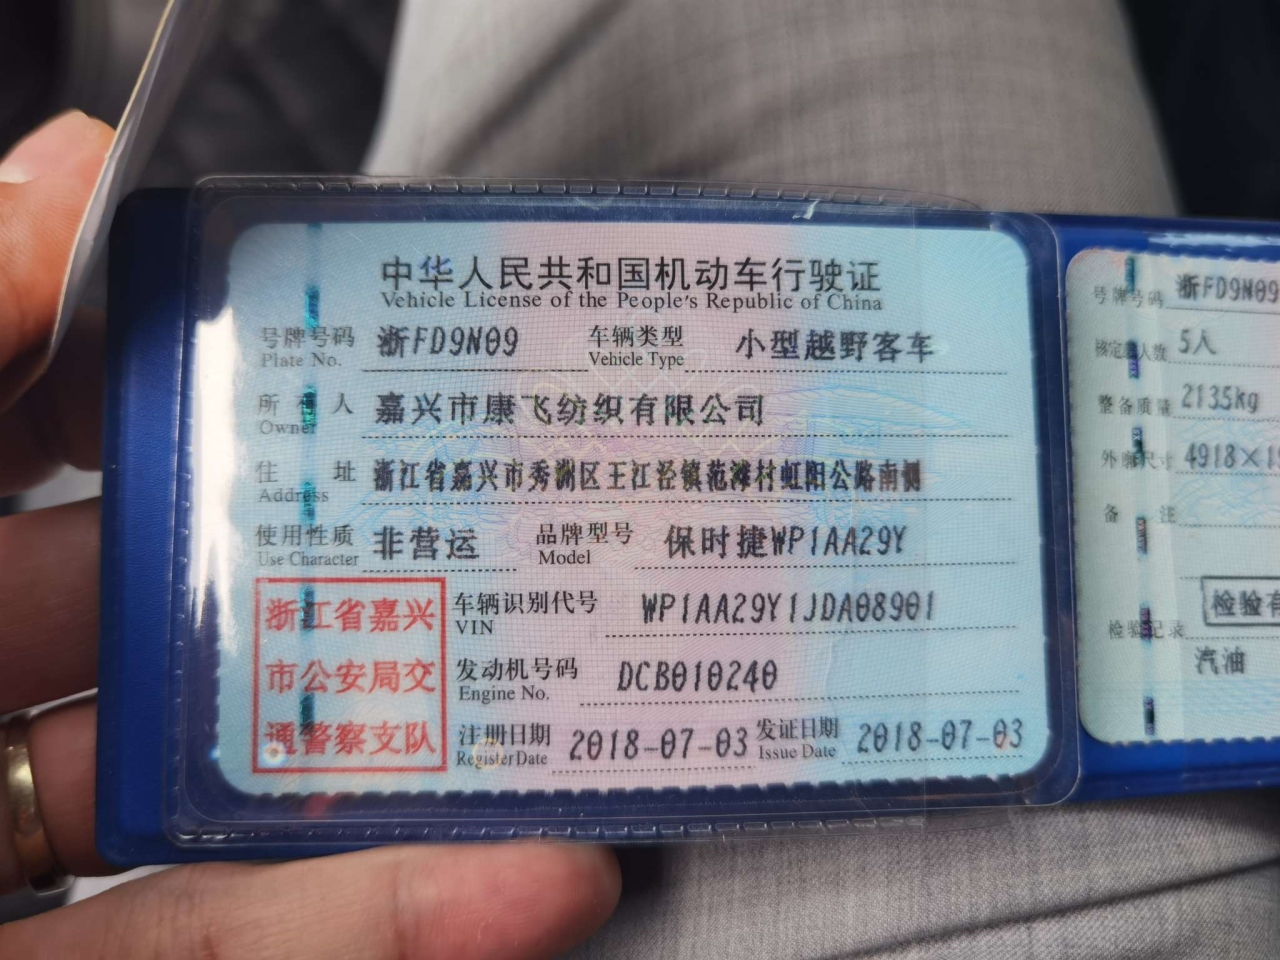 中华人民共和国机动车行驶证
Vehicle License of the People's Republic of China
号牌号码 浙FD9N09 车辆类型 小型越野客车
Plate No. Vehicle Type
所有人 嘉兴市康飞纺织有限公司
Owner
住址 浙江省嘉兴市秀洲区王江泾镇范滩村虹阳公路南侧
Address
使用性质 非营运 品牌型号 保时捷WP1AA29Y
Use Character Model
浙江省嘉兴
市公安局交
通警察支队
车辆识别代号 WP1AA29Y1JDA08901
VIN
发动机号码 DCB010240
Engine No.
注册日期 2018-07-03 发证日期 2018-07-03
Register Date Issue Date
号牌号码 浙FD9N09
核定载人数 5人
整备质量 2135kg
外廓尺寸 4918×
备注
检验记录
检验有
汽油